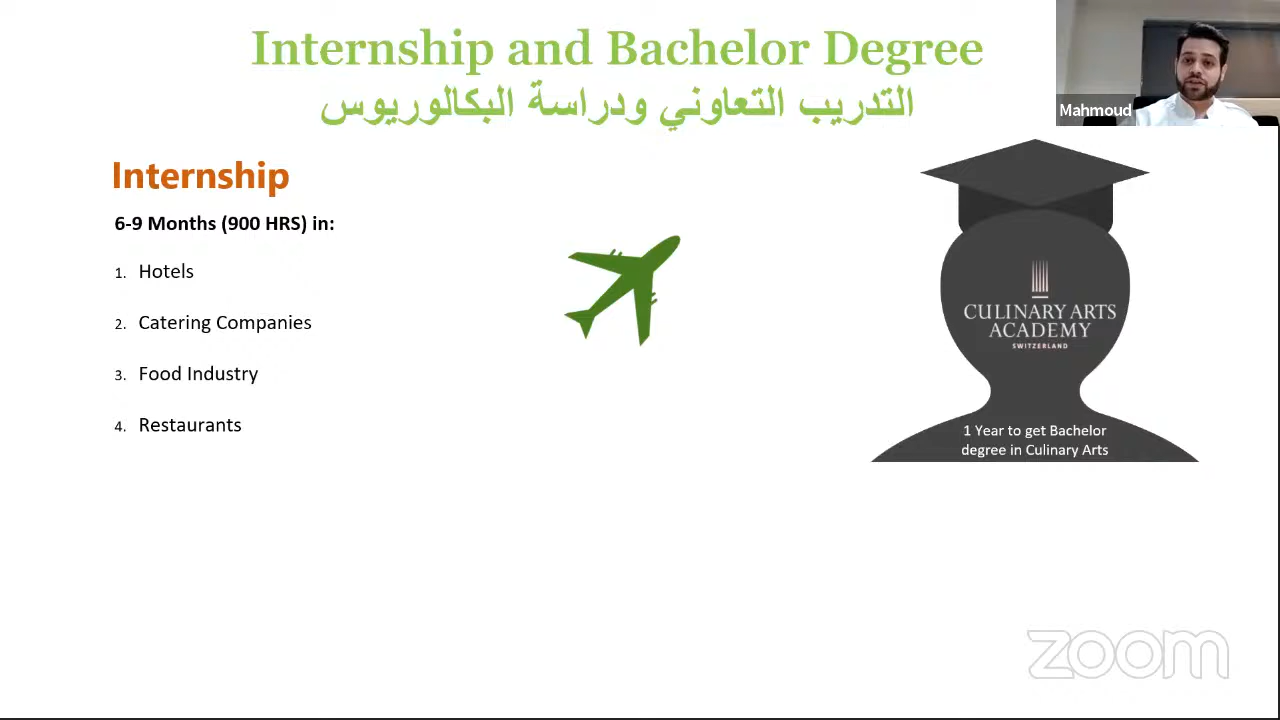 Internship and Bachelor Degree
التدريب التعاوني ودراسة البكالوريوس
Mahmoud
Internship
6-9 Months (900 HRS) in:
1. Hotels
2. Catering Companies
3. Food Industry
4. Restaurants
CULINARY ARTS
ACADEMY
SWITZERLAND
1 Year to get Bachelor
degree in Culinary Arts
zoom